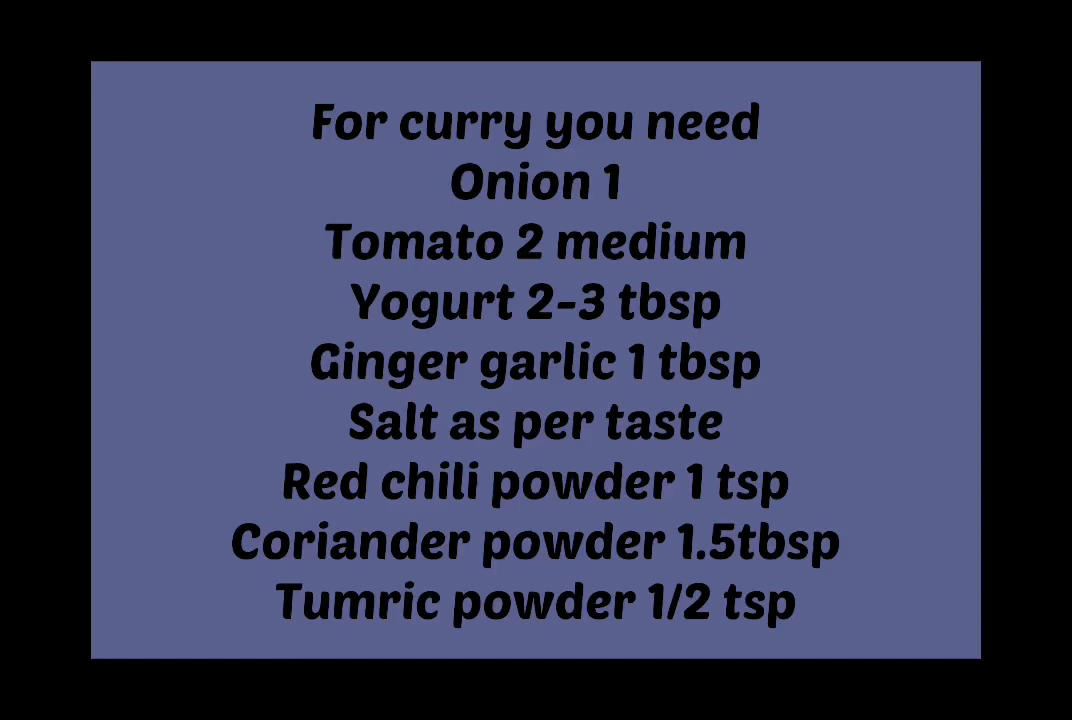 For curry you need
Onion 1
Tomato 2 medium
Yogurt 2-3 tbsp
Ginger garlic 1 tbsp
Salt as per taste
Red chili powder 1 tsp
Coriander powder 1.5tbsp
Tumric powder 1/2 tsp